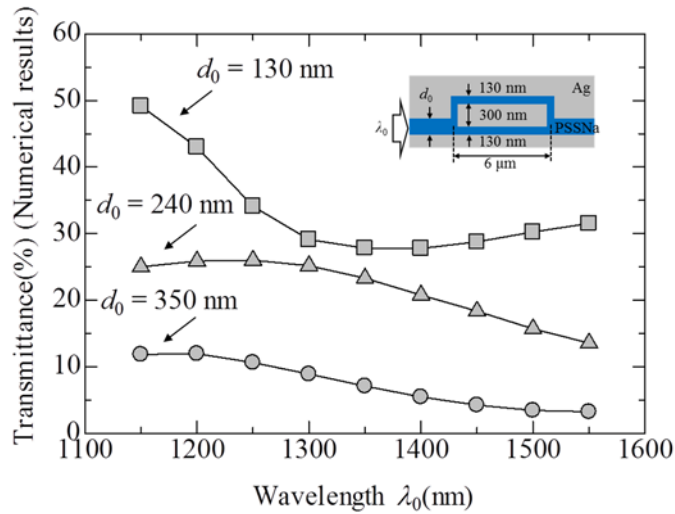 60
50
40
30
20
10
0
1100 1200 1300 1400 1500 1600
Transmittance(%) (Numerical results)
Wavelength λ0(nm)
d0 = 130 nm
d0 = 240 nm
d0 = 350 nm
130 nm
Ag
d0
300 nm
λ0
PSSNa
130 nm
6 μm